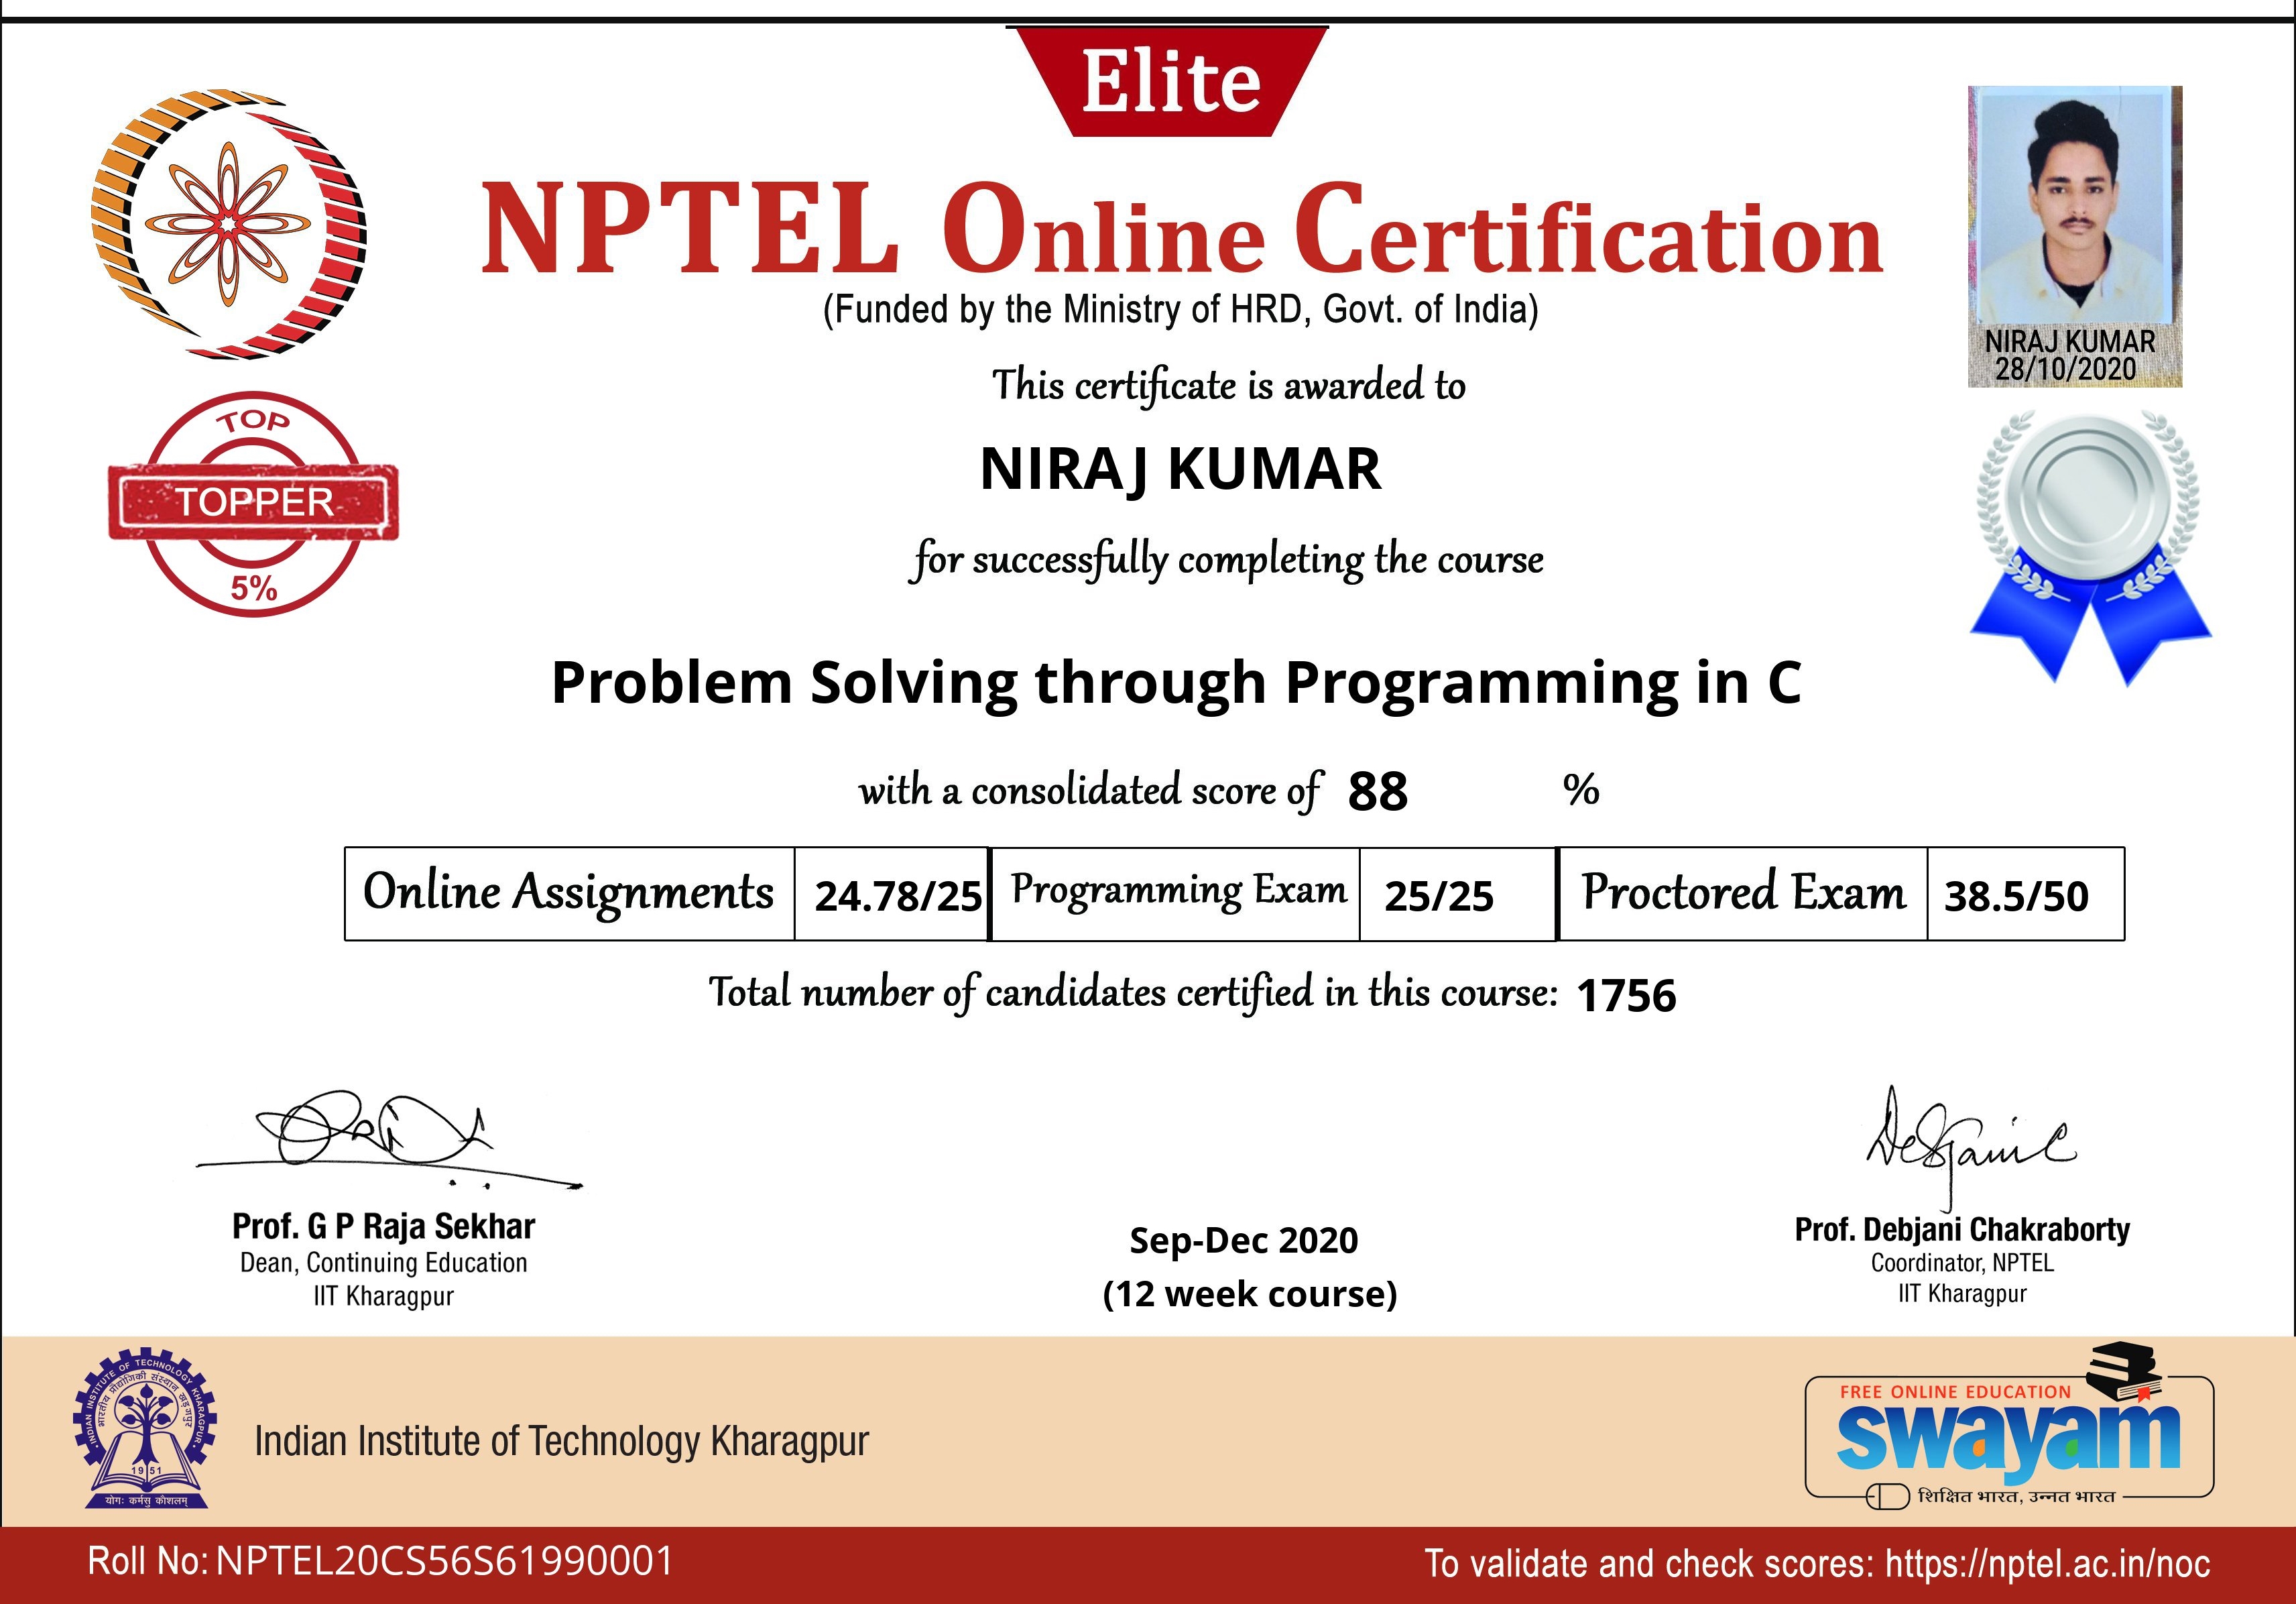 Elite
NPTEL Online Certification
(Funded by the Ministry of HRD, Govt. of India)
NIRAJ KUMAR
28/10/2020
This certificate is awarded to
NIRAJ KUMAR
TOP
TOPPER
5%
for successfully completing the course
Problem Solving through Programming in C
with a consolidated score of 88 %
Online Assignments 24.78/25 Programming Exam 25/25 Proctored Exam 38.5/50
Total number of candidates certified in this course: 1756
Prof. G P Raja Sekhar
Dean, Continuing Education
IIT Kharagpur
Sep-Dec 2020
(12 week course)
Prof. Debjani Chakraborty
Coordinator, NPTEL
IIT Kharagpur
INDIAN INSTITUTE OF TECHNOLOGY KHARAGPUR
भारतीय प्रौद्योगिकी संस्थान खड़गपुर
1951
योगः कर्मसु कौशलम्
Indian Institute of Technology Kharagpur
FREE ONLINE EDUCATION
swayam
शिक्षित भारत, उन्नत भारत
Roll No: NPTEL20CS56S61990001
To validate and check scores: https://nptel.ac.in/noc